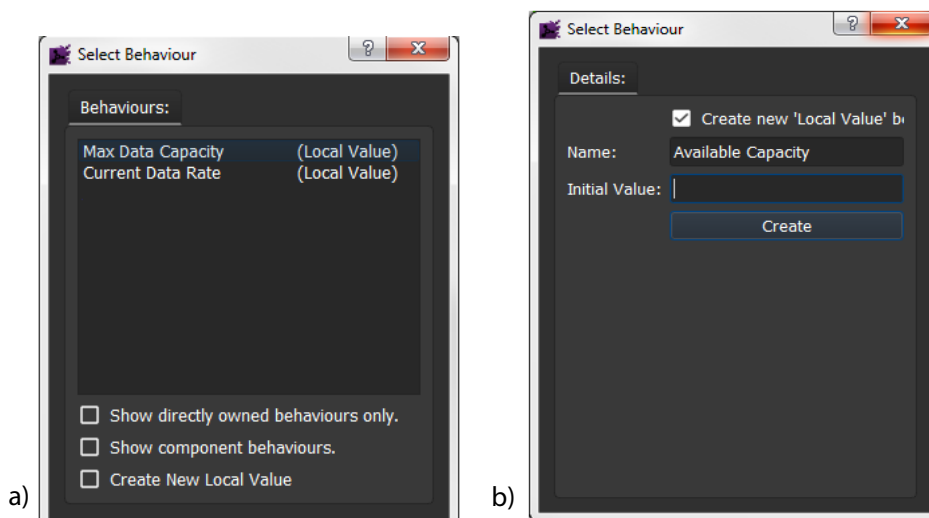 Select Behaviour
Behaviours:
Max Data Capacity (Local Value)
Current Data Rate (Local Value)
Show directly owned behaviours only.
Show component behaviours.
Create New Local Value
a)
Select Behaviour
Details:
Create new 'Local Value' b
Name: Available Capacity
Initial Value:
Create
b)